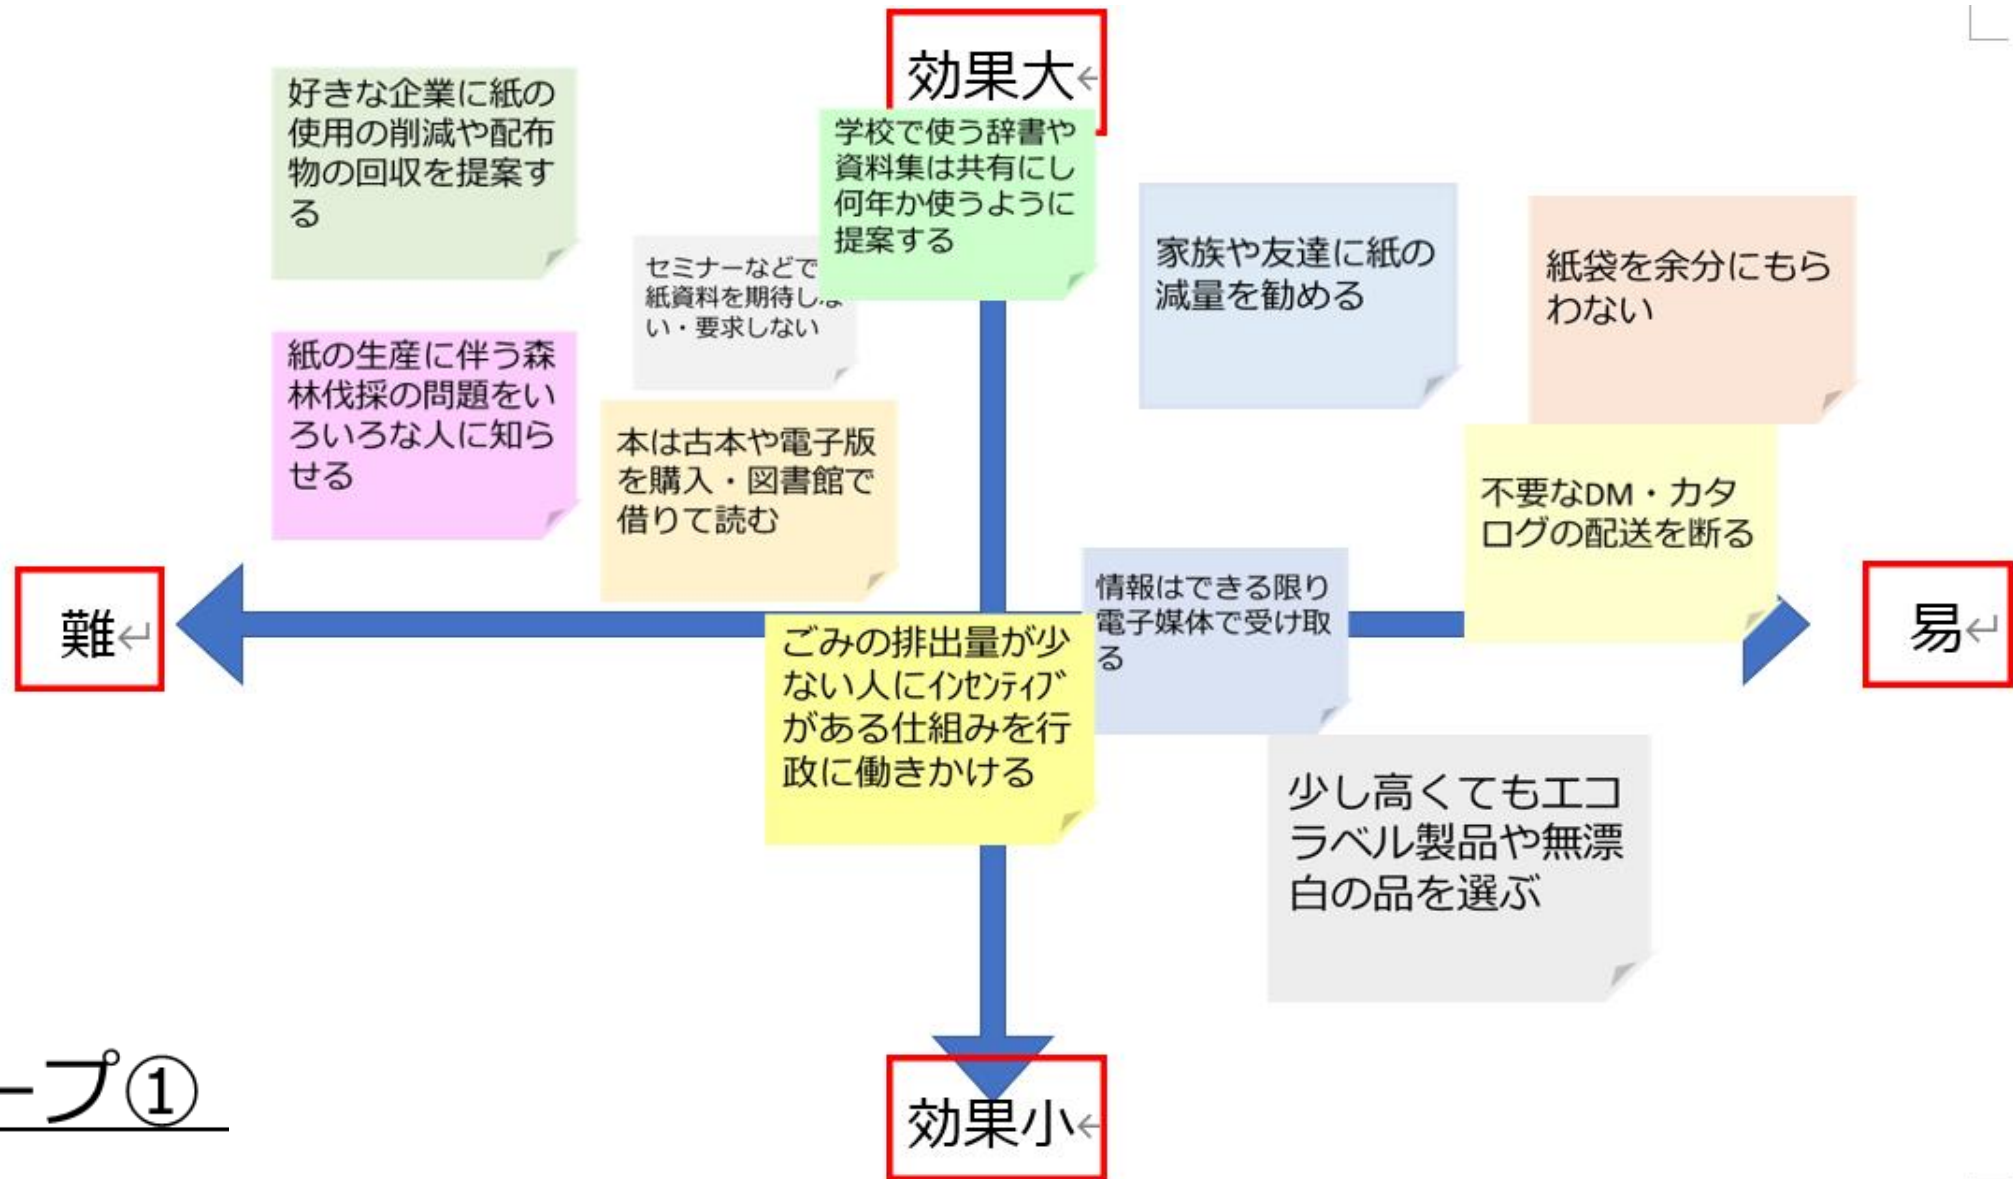 効果大
好きな企業に紙の
使用の削減や配布
物の回収を提案す
る
学校で使う辞書や
資料集は共有にし
何年か使うように
提案する
セミナーなどで
紙資料を期待しな
い・要求しない
家族や友達に紙の
減量を勧める
紙袋を余分にもら
わない
紙の生産に伴う森
林伐採の問題をい
ろいろな人に知ら
せる
本は古本や電子版
を購入・図書館で
借りて読む
不要なDM・カタ
ログの配送を断る
難
情報はできる限り
電子媒体で受け取
る
易
ごみの排出量が少
ない人にｲﾝｾﾝﾃｨﾌﾞ
がある仕組みを行
政に働きかける
少し高くてもエコ
ラベル製品や無漂
白の品を選ぶ
ープ①
効果小